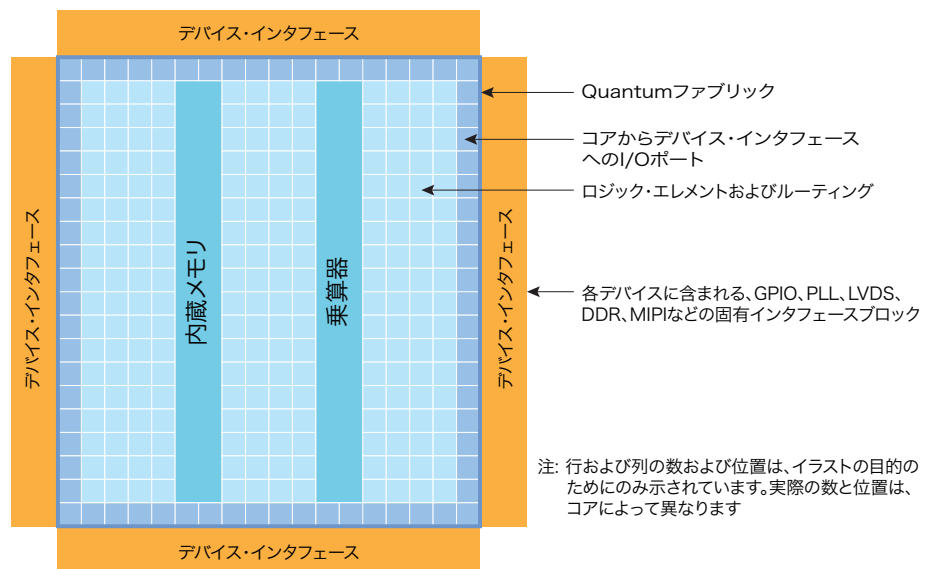 デバイス・インタフェース
Quantumファブリック
コアからデバイス・インタフェース
へのI/Oポート
ロジック・エレメントおよびルーティング
デバイス・インタフェース
内蔵メモリ
乗算器
デバイス・インタフェース
各デバイスに含まれる、GPIO、PLL、LVDS、
DDR、MIPIなどの固有インタフェースブロック
注: 行および列の数および位置は、イラストの目的の
ためにのみ示されています。実際の数と位置は、
コアによって異なります
デバイス・インタフェース